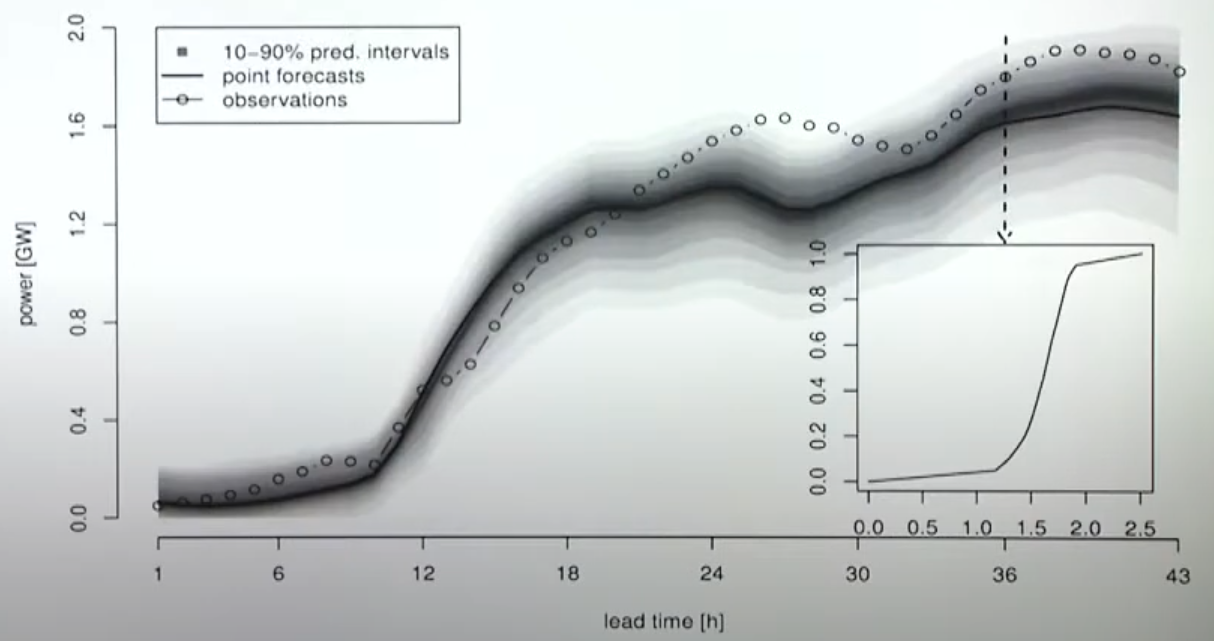 2.0
10−90% pred. intervals
point forecasts
observations
1.6
power [GW]
1.2
0.8
0.4
0.0
1.0
0.8
0.6
0.4
0.2
0.0
0.0 0.5 1.0 1.5 2.0 2.5
1 6 12 18 24 30 36 43
lead time [h]